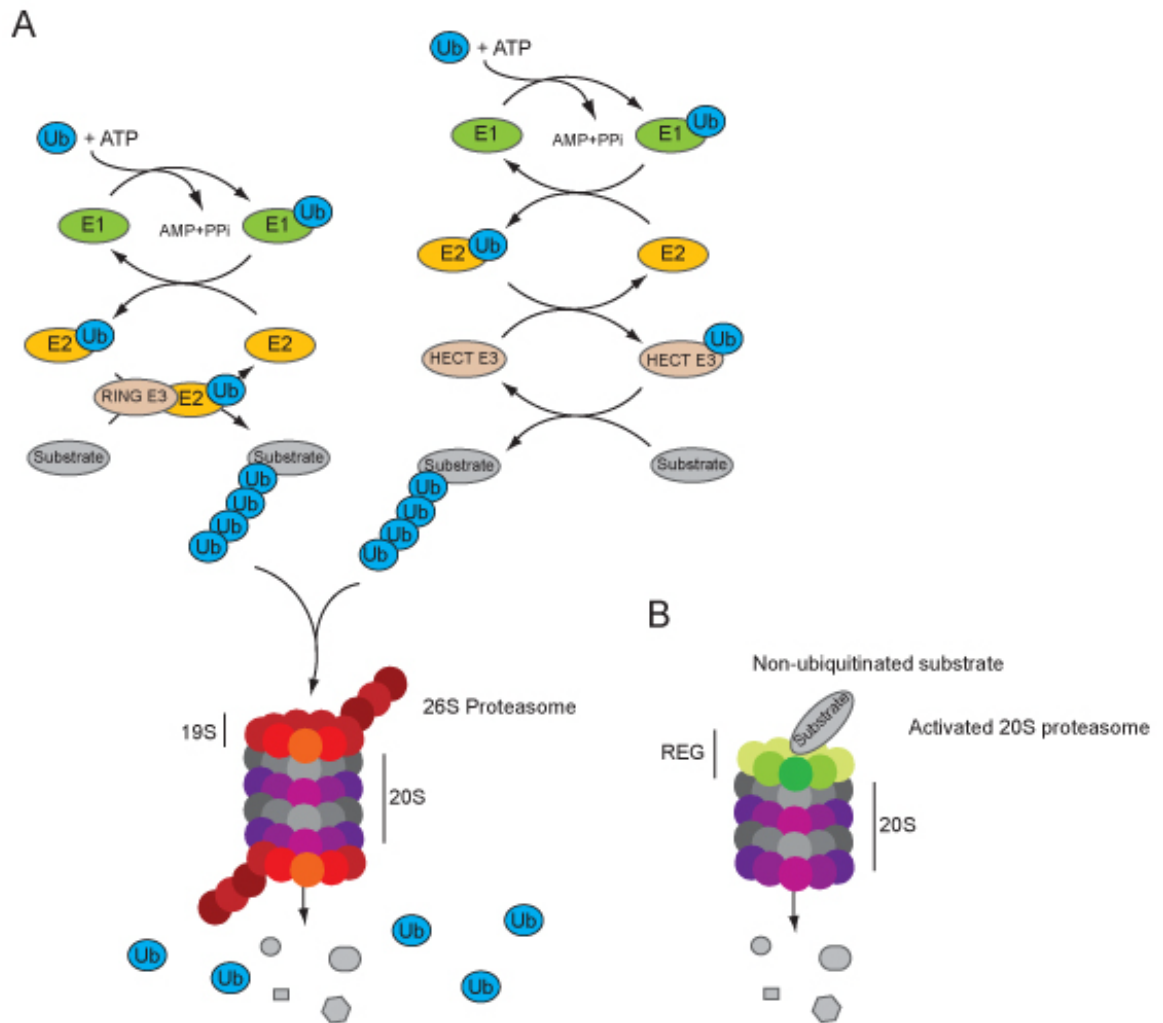 A
Ub + ATP
E1
AMP+PPi
E1
Ub
E2
Ub
E2
HECT E3
HECT E3
Ub
Substrate
Substrate
Ub
Ub
Ub
Ub
Ub + ATP
E1
AMP+PPi
E1
Ub
E2
Ub
E2
RING E3
E2
Ub
Substrate
Substrate
Ub
Ub
Ub
Ub
19S
26S Proteasome
20S
Ub
Ub
Ub
Ub
Ub
B
Non-ubiquitinated substrate
Substrate
Activated 20S proteasome
REG
20S